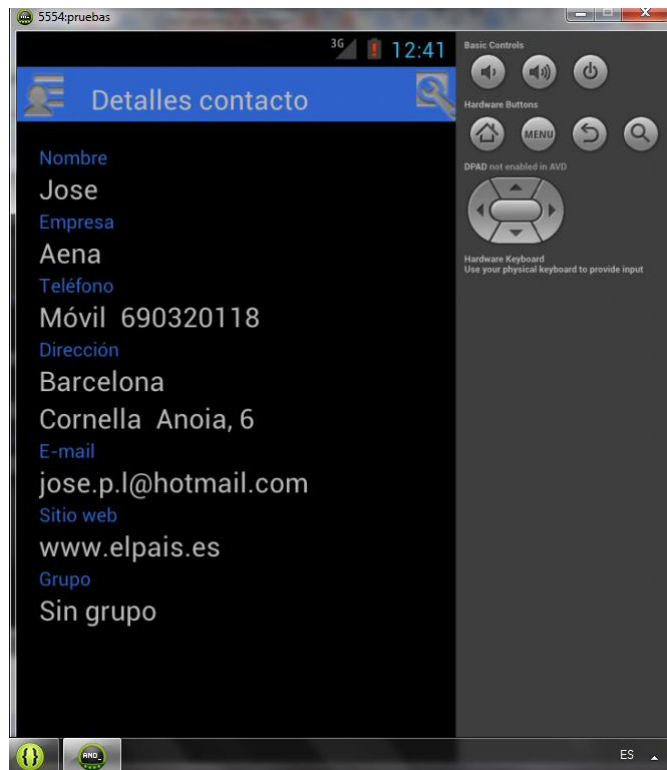 5554:pruebas
3G 12:41
Detalles contacto
Nombre
Jose
Empresa
Aena
Teléfono
Móvil 690320118
Dirección
Barcelona
Cornella Anoia, 6
E-mail
jose.p.l@hotmail.com
Sitio web
www.elpais.es
Grupo
Sin grupo
Basic Controls
Hardware Buttons
MENU
DPAD not enabled in AVD
Hardware Keyboard
Use your physical keyboard to provide input
{} AND_
ES